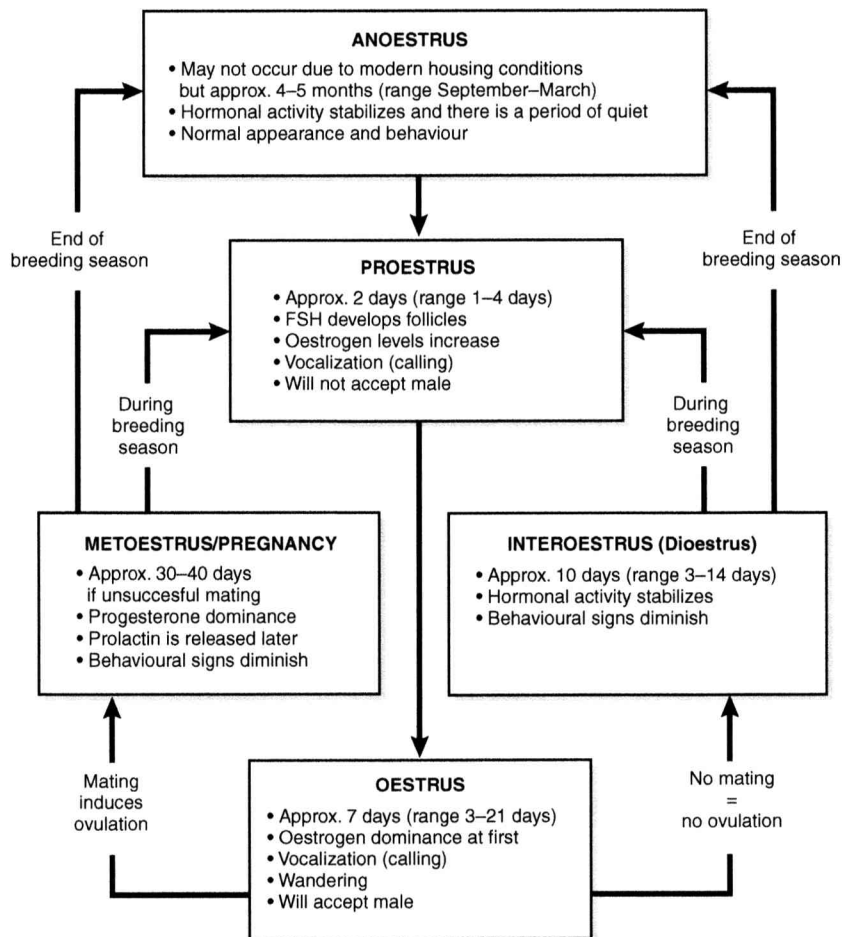 ANOESTRUS
• May not occur due to modern housing conditions
but approx. 4–5 months (range September–March)
• Hormonal activity stabilizes and there is a period of quiet
• Normal appearance and behaviour
End of
breeding season
End of
breeding season
PROESTRUS
• Approx. 2 days (range 1–4 days)
• FSH develops follicles
• Oestrogen levels increase
• Vocalization (calling)
• Will not accept male
During
breeding
season
During
breeding
season
METOESTRUS/PREGNANCY
• Approx. 30–40 days
if unsuccesful mating
• Progesterone dominance
• Prolactin is released later
• Behavioural signs diminish
INTEROESTRUS (Dioestrus)
• Approx. 10 days (range 3–14 days)
• Hormonal activity stabilizes
• Behavioural signs diminish
Mating
induces
ovulation
No mating
=
no ovulation
OESTRUS
• Approx. 7 days (range 3–21 days)
• Oestrogen dominance at first
• Vocalization (calling)
• Wandering
• Will accept male